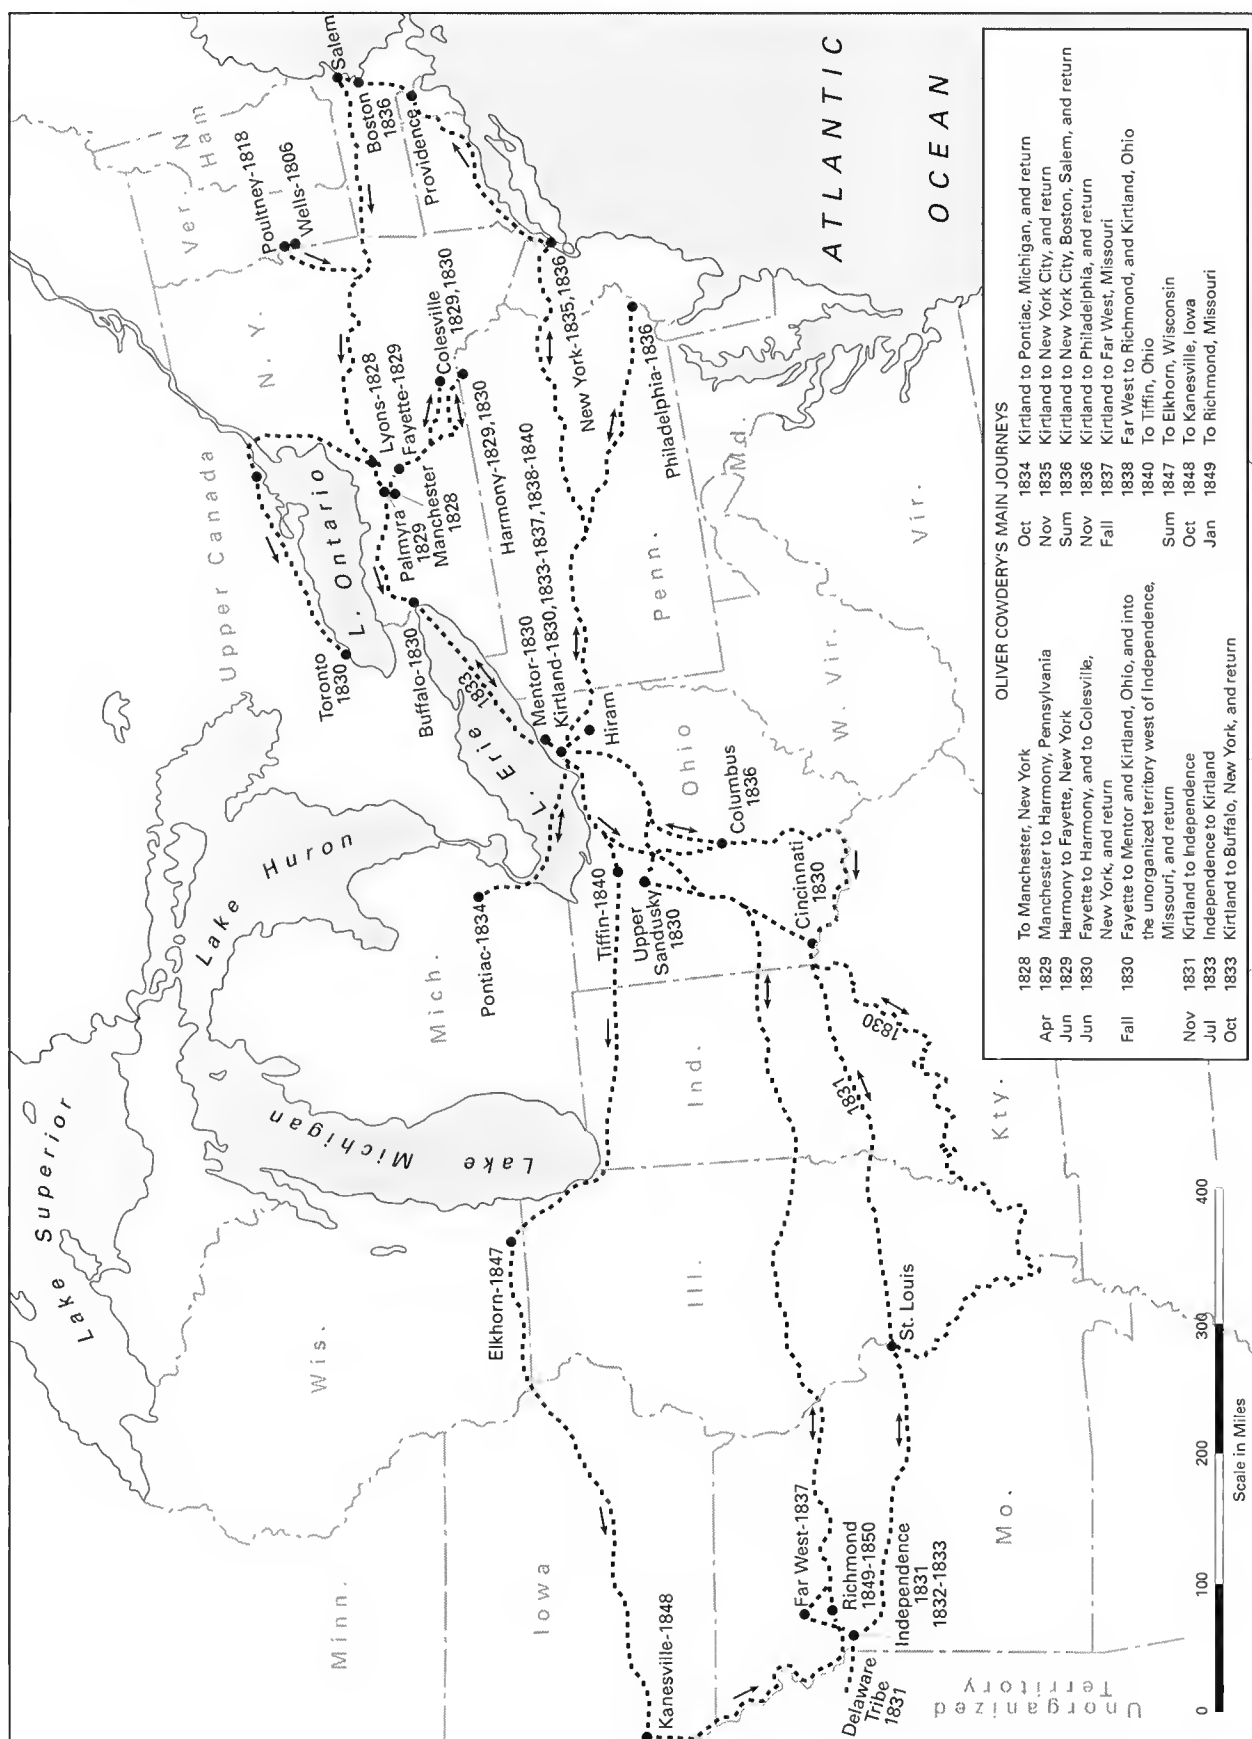 Lake Superior
Lake Michigan
Lake Huron
L. Ontario
L. Erie
Upper Canada
ATLANTIC
OCEAN
Minn.
Wis.
Mich.
Iowa
Ill.
Ind.
Ohio
Penn.
N.Y.
Ver.
N
Ham
Md.
Vir.
W. Vir.
Kty.
Mo.
Unorganized
Territory
Salem
Boston
1836
Providence
Poultney-1818
Wells-1806
Colesville
1829,1830
Lyons-1828
Fayette-1829
Palmyra
1829
Manchester
1828
Harmony-1829,1830
New York-1835,1836
Philadelphia-1836
Toronto
1830
Buffalo-1830
1833
Mentor-1830
Kirtland-1830,1833-1837,1838-1840
Hiram
Columbus
1836
Cincinnati
1830
Pontiac-1834
Tiffin-1840
Upper
Sandusky
1830
1830
1831
Elkhorn-1847
St. Louis
Far West-1837
Richmond
1849-1850
Independence
1831
1832-1833
Kanesville-1848
Delaware
Tribe
1831
0 100 200 300 400
Scale in Miles
OLIVER COWDERY'S MAIN JOURNEYS
1828 To Manchester, New York
Apr 1829 Manchester to Harmony, Pennsylvania
Jun 1829 Harmony to Fayette, New York
Jun 1830 Fayette to Harmony, and to Colesville,
New York, and return
Fall 1830 Fayette to Mentor and Kirtland, Ohio, and into
the unorganized territory west of Independence,
Missouri, and return
Nov 1831 Kirtland to Independence
Jul 1833 Independence to Kirtland
Oct 1833 Kirtland to Buffalo, New York, and return
Oct 1834 Kirtland to Pontiac, Michigan, and return
Nov 1835 Kirtland to New York City, and return
Sum 1836 Kirtland to New York City, Boston, Salem, and return
Nov 1836 Kirtland to Philadelphia, and return
Fall 1837 Kirtland to Far West, Missouri
1838 Far West to Richmond, and Kirtland, Ohio
1840 To Tiffin, Ohio
Sum 1847 To Elkhorn, Wisconsin
Oct 1848 To Kanesville, Iowa
Jan 1849 To Richmond, Missouri